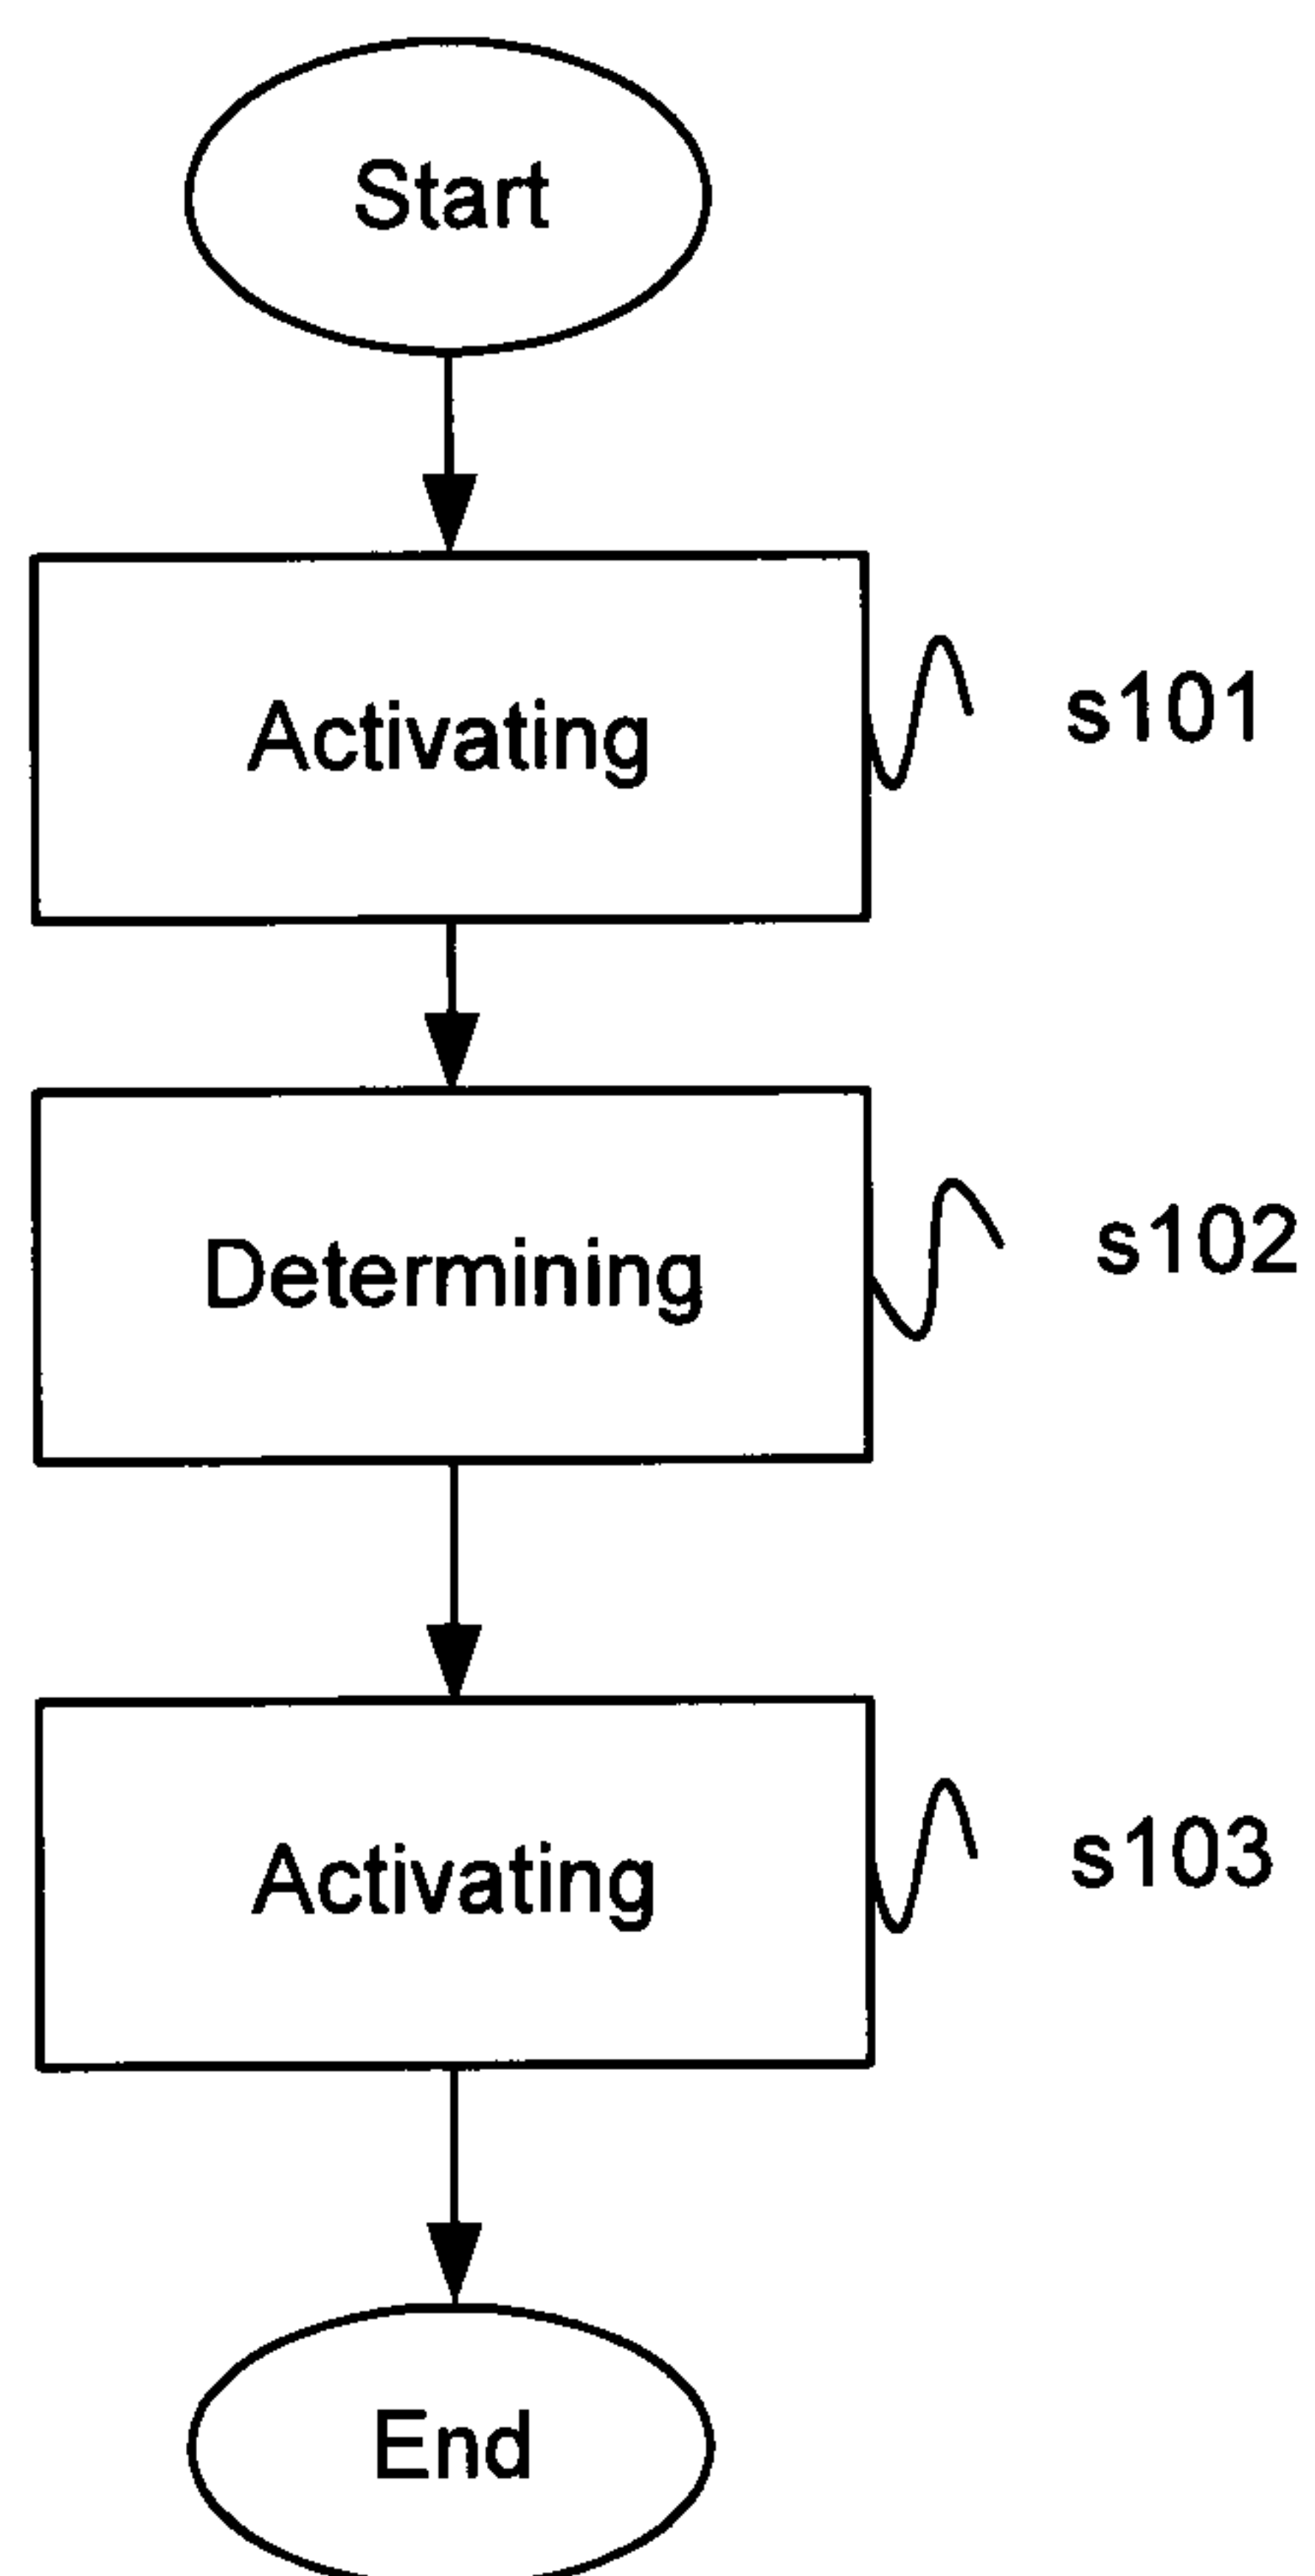 Start
Activating
s101
Determining
s102
Activating
s103
End